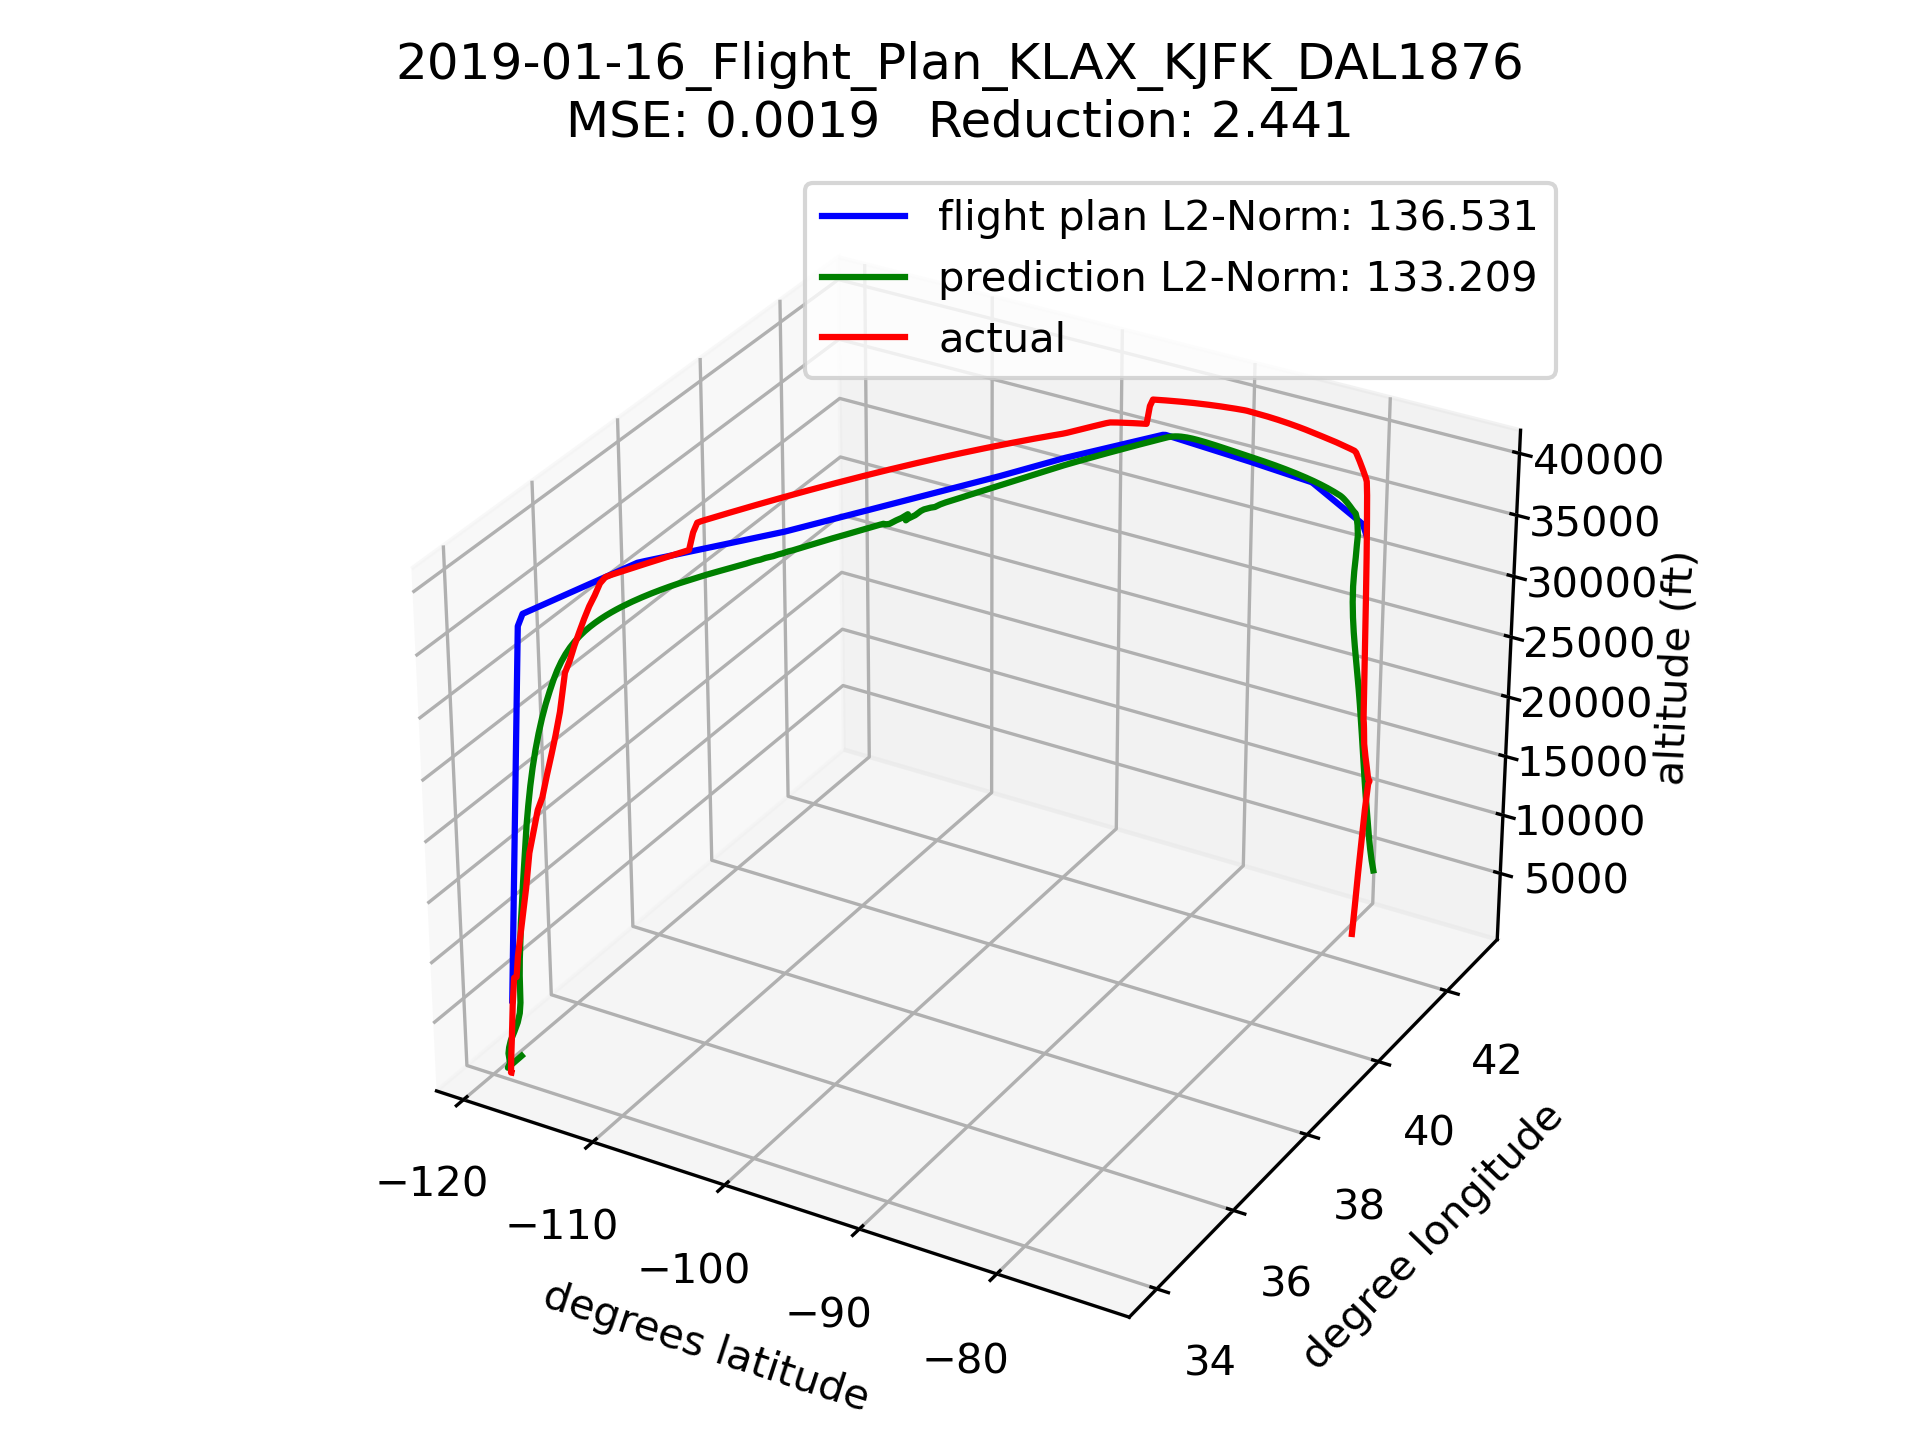 2019-01-16_Flight_Plan_KLAX_KJFK_DAL1876
MSE: 0.0019   Reduction: 2.441
flight plan L2-Norm: 136.531
prediction L2-Norm: 133.209
actual
40000
35000
30000
25000
20000
15000
10000
5000
altitude (ft)
42
40
38
36
34
degree longitude
−120
−110
−100
−90
−80
degrees latitude